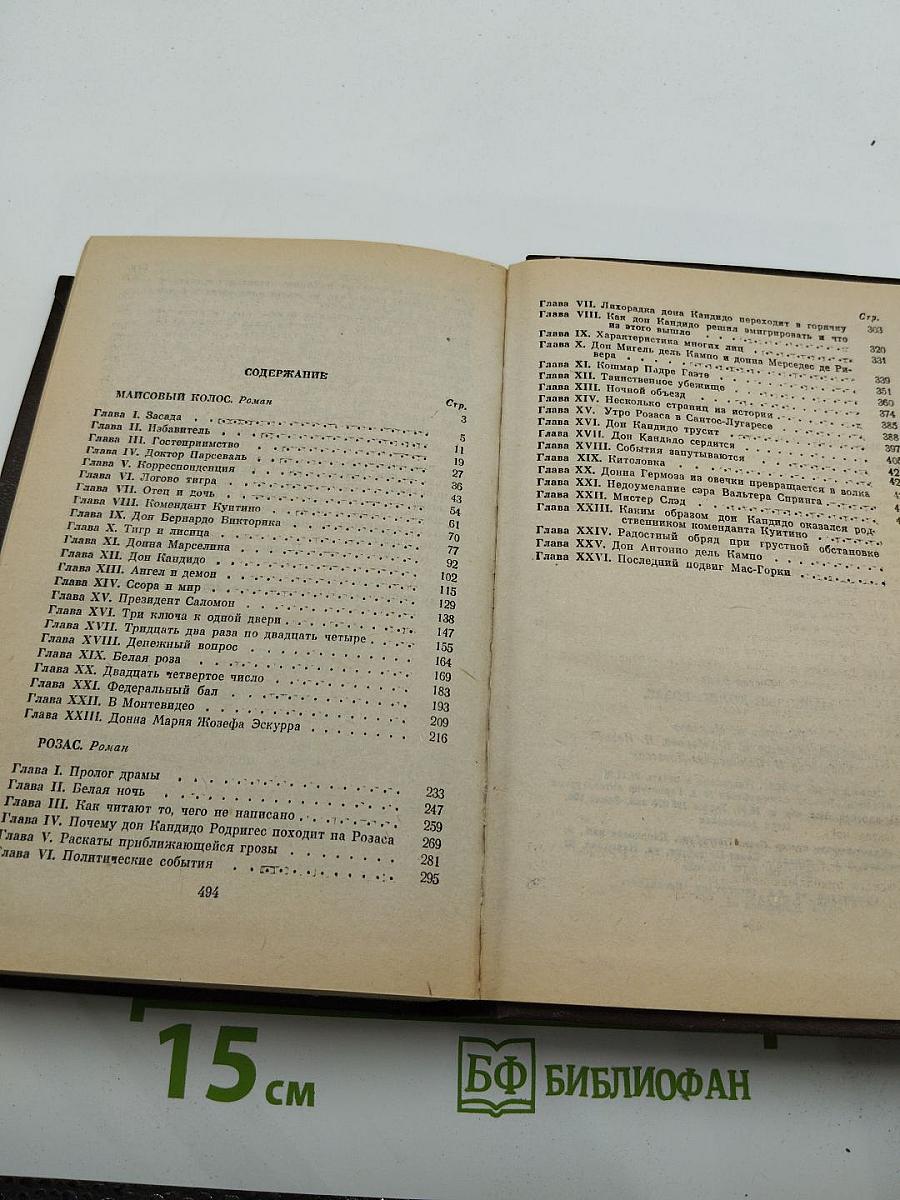 СОДЕРЖАНИЕ
Стр.
МАИСОВЫЙ КОЛОС. Роман 3
Глава I. Засада 5
Глава II. Избавитель 11
Глава III. Гостеприимство 19
Глава IV. Доктор Парсеваль 27
Глава V. Корреспонденция 36
Глава VI. Логово тигра 43
Глава VII. Отец и дочь 54
Глава VIII. Комендант Куитино 61
Глава IX. Дон Бернардо Викторика 70
Глава X. Тигр и лисица 77
Глава XI. Донна Марселина 92
Глава XII. Дон Кандидо 102
Глава XIII. Ангел и демон 115
Глава XIV. Ссора и мир 129
Глава XV. Президент Саломон 138
Глава XVI. Три ключа к одной двери 147
Глава XVII. Тридцать два раза по двадцать четыре 155
Глава XVIII. Денежный вопрос 164
Глава XIX. Белая роза 169
Глава XX. Двадцать четвертое число 183
Глава XXI. Федеральный бал 193
Глава XXII. В Монтевидео 209
Глава XXIII. Донна Мария Жозефа Эскурра 216
РОЗАС. Роман
Глава I. Пролог драмы 233
Глава II. Белая ночь 247
Глава III. Как читают то, чего не написано 259
Глава IV. Почему дон Кандидо Родригес походит на Розаса 269
Глава V. Раскаты приближающейся грозы 281
Глава VI. Политические события 295
494
Стр.
Глава VII. Лихорадка дона Кандидо переходит в горячку 303
Глава VIII. Как дон Кандидо решил эмигрировать и что
из этого вышло 320
Глава IX. Характеристика многих лиц 331
Глава X. Дон Мигель дель Кампо и донна Мерседес де Ри-
вера 339
Глава XI. Кошмар Падре Гаэте 351
Глава XII. Таинственное убежище 360
Глава XIII. Ночной объезд 374
Глава XIV. Несколько страниц из истории 385
Глава XV. Утро Розаса в Сантос-Лугаресе 388
Глава XVI. Дон Кандидо трусит 397
Глава XVII. Дон Кандидо сердится
Глава XVIII. События запутываются
Глава XIX. Китоловка
Глава XX. Донна Гермоза из овечки превращается в волка
Глава XXI. Недоумение сэра Вальтера Спринга
Глава XXII. Мистер Слэд
Глава XXIII. Каким образом дон Кандидо оказался род-
ственником коменданта Куитино
Глава XXIV. Радостный обряд при грустной обстановке
Глава XXV. Дон Антонио дель Кампо
Глава XXVI. Последний подвиг Мас-Горки
15 см
БФ БИБЛИОФАН